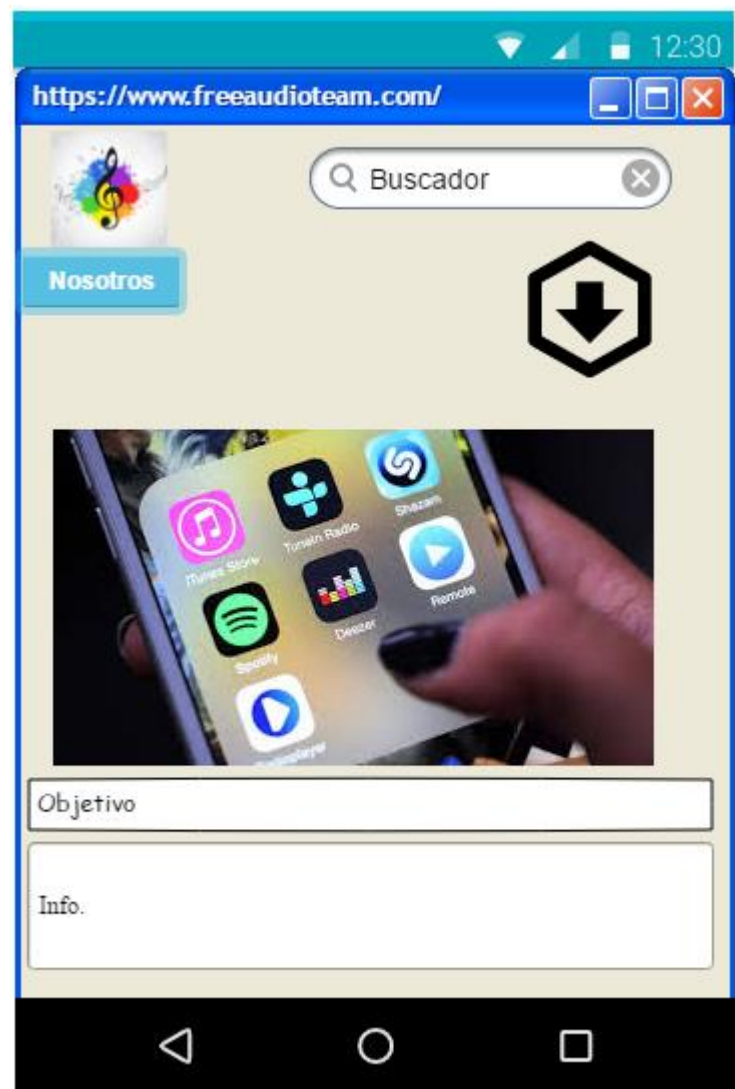 12:30
https://www.freeaudioteam.com/
Buscador
Nosotros
iTunes Store
TuneIn Radio
Shazam
Spotify
Deezer
Remote
Objetivo
Info.